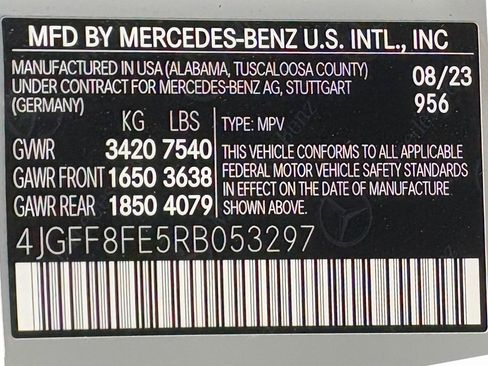 MFD BY MERCEDES-BENZ U.S. INTL., INC
MANUFACTURED IN USA (ALABAMA, TUSCALOOSA COUNTY)
UNDER CONTRACT FOR MERCEDES-BENZ AG, STUTTGART
(GERMANY)
08/23
956
KG LBS
GVWR 3420 7540
GAWR FRONT 1650 3638
GAWR REAR 1850 4079
TYPE: MPV
THIS VEHICLE CONFORMS TO ALL APPLICABLE
FEDERAL MOTOR VEHICLE SAFETY STANDARDS
IN EFFECT ON THE DATE OF MANUFACTURE
SHOWN ABOVE.
4JGFF8FE5RB053297